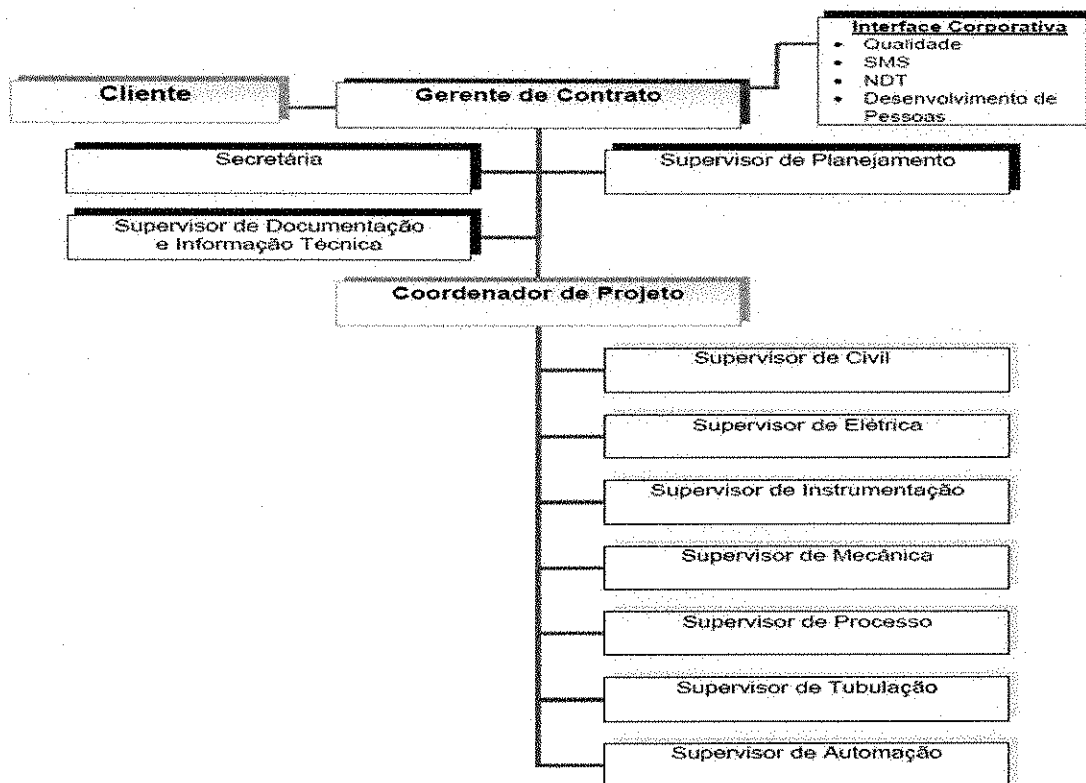 Interface Corporativa
• Qualidade
• SMS
• NDT
• Desenvolvimento de
Pessoas
Cliente
Gerente de Contrato
Secretária
Supervisor de Planejamento
Supervisor de Documentação
e Informação Técnica
Coordenador de Projeto
Supervisor de Civil
Supervisor de Elétrica
Supervisor de Instrumentação
Supervisor de Mecânica
Supervisor de Processo
Supervisor de Tubulação
Supervisor de Automação